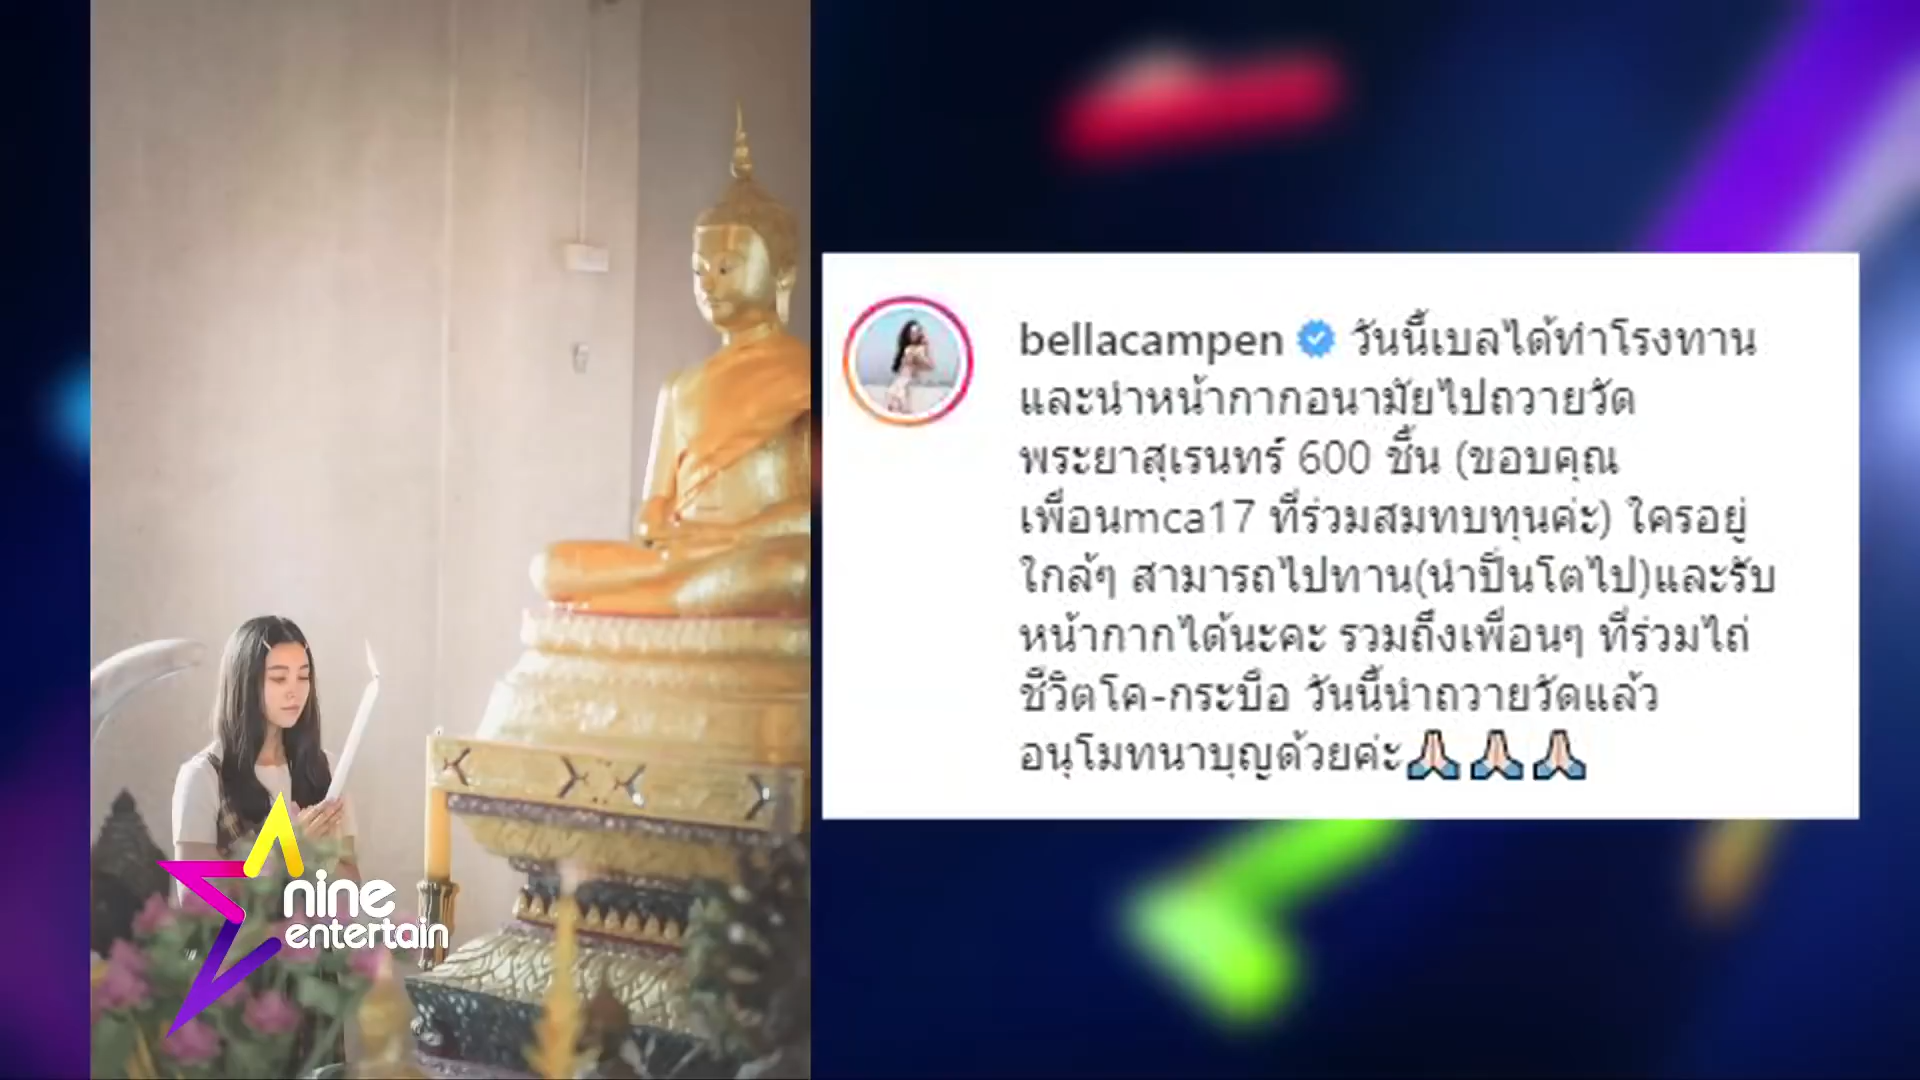 bellacampen วันนี้เบลได้ทำโรงทาน
และนำหน้ากากอนามัยไปถวายวัด
พระยาสุเรนทร์ 600 ชิ้น (ขอบคุณ
เพื่อนmca17 ที่ร่วมสมทบทุนค่ะ) ใครอยู่
ใกล้ๆ สามารถไปทาน(นำปิ่นโตไป)และรับ
หน้ากากได้นะคะ รวมถึงเพื่อนๆ ที่ร่วมไถ่
ชีวิตโค-กระบือ วันนี้นำถวายวัดแล้ว
อนุโมทนาบุญด้วยค่ะ🙏🏻🙏🏻🙏🏻
nine
entertain